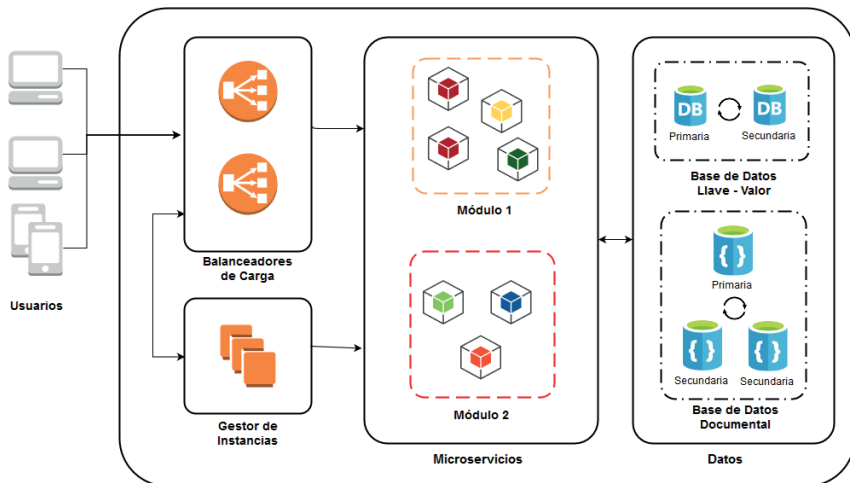 Usuarios
Balanceadores
de Carga
Gestor de
Instancias
Módulo 1
Módulo 2
Microservicios
DB
DB
Primaria
Secundaria
Base de Datos
Llave - Valor
{ }
Primaria
{ }
{ }
Secundaria
Secundaria
Base de Datos
Documental
Datos